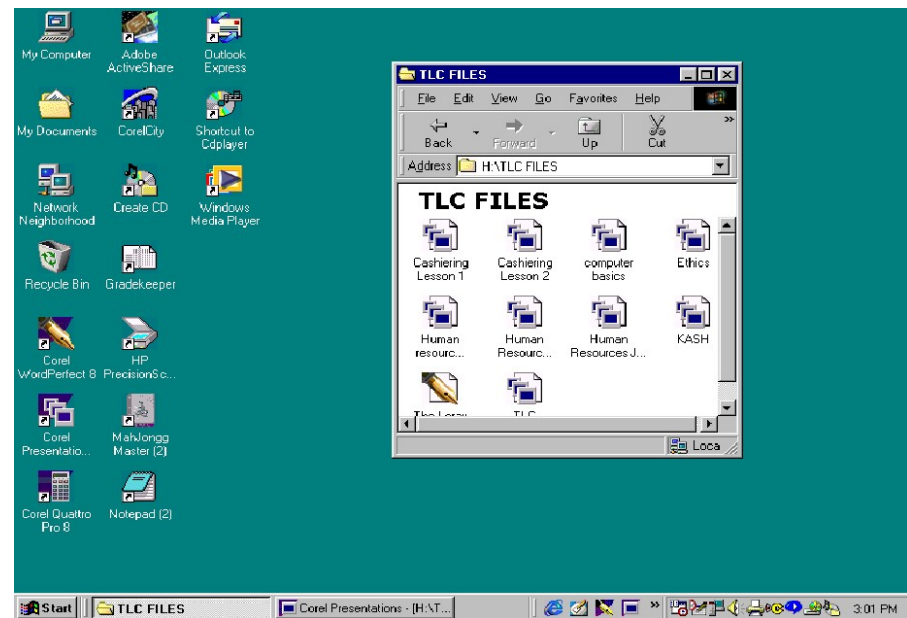 My Computer
Adobe
ActiveShare
Outlook
Express
My Documents
CorelCity
Shortcut to
Cdplayer
Network
Neighborhood
Create CD
Windows
Media Player
Recycle Bin
Gradekeeper
Corel
WordPerfect 8
HP
PrecisionSc...
Corel
Presentatio...
MahJongg
Master (2)
Corel Quattro
Pro 8
Notepad (2)
TLC FILES
File Edit View Go Favorites Help
Back Forward Up Cut
Address H:\TLC FILES
TLC FILES
Cashiering
Lesson 1
Cashiering
Lesson 2
computer
basics
Ethics
Human
resourc...
Human
Resourc...
Human
Resources J...
KASH
TLC
Loca
Start TLC FILES Corel Presentations - [H:\T... 3:01 PM